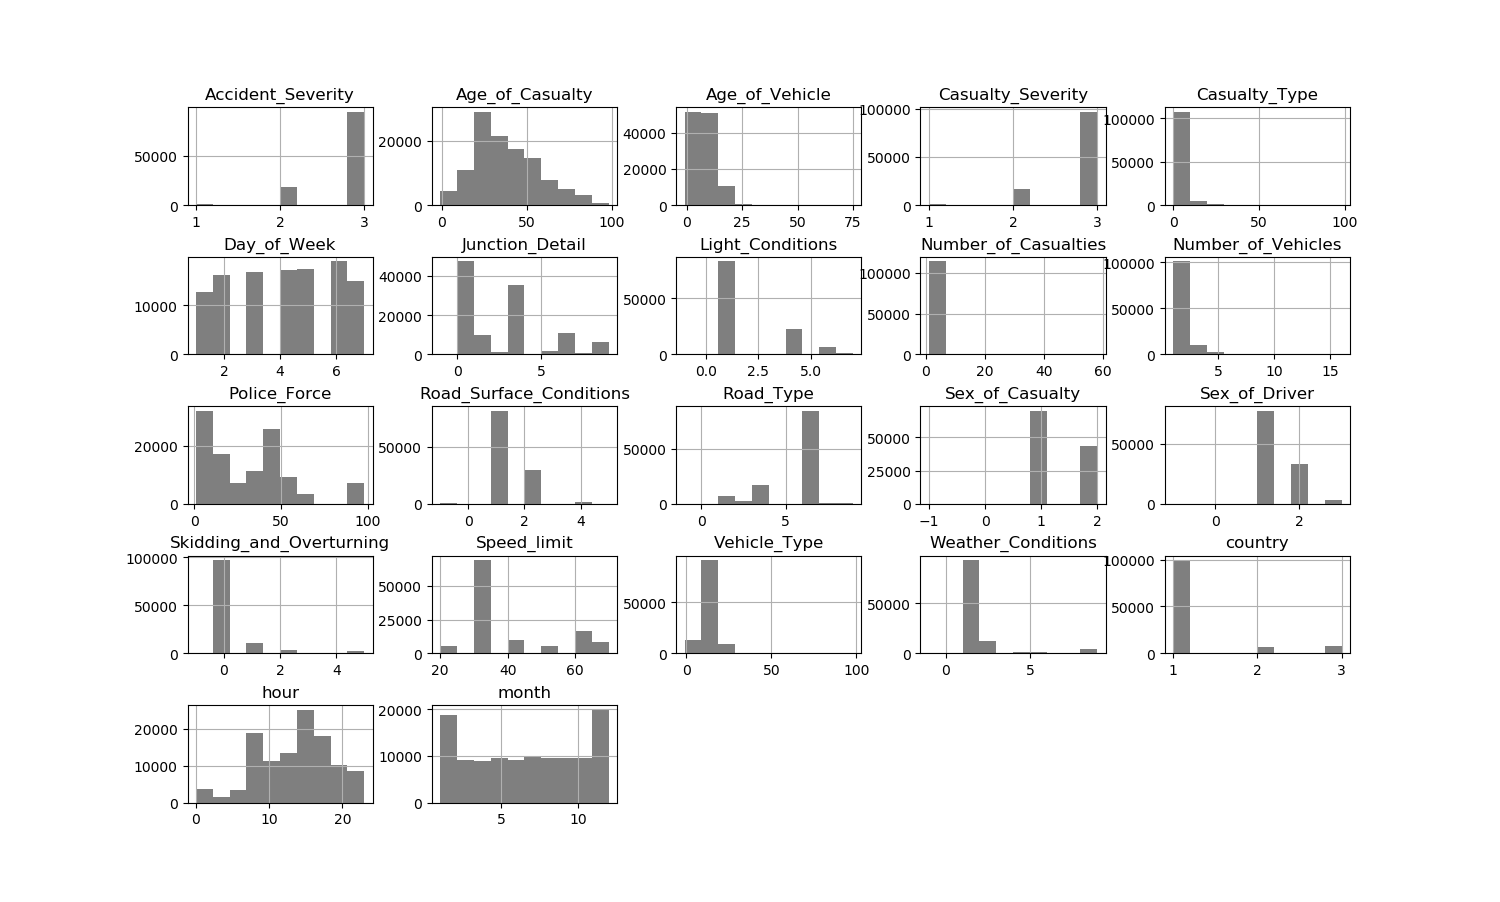 Accident_Severity Age_of_Casualty Age_of_Vehicle Casualty_Severity Casualty_Type
50000 0 1 2 3
20000 0 0 50 100
40000 20000 0 0 25 50 75
100000 50000 0 1 2 3
100000 50000 0 0 50 100
Day_of_Week Junction_Detail Light_Conditions Number_of_Casualties Number_of_Vehicles
10000 0 2 4 6
40000 20000 0 0 5
50000 0 0.0 2.5 5.0
100000 50000 0 0 20 40 60
100000 50000 0 5 10 15
Police_Force Road_Surface_Conditions Road_Type Sex_of_Casualty Sex_of_Driver
20000 0 0 50 100
50000 0 0 2 4
50000 0 0 5
50000 25000 0 −1 0 1 2
50000 0 0 2
Skidding_and_Overturning Speed_limit Vehicle_Type Weather_Conditions country
100000 50000 0 0 2 4
50000 25000 0 20 40 60
50000 0 0 50 100
50000 0 0 5
100000 50000 0 1 2 3
hour month
20000 10000 0 0 10 20
20000 10000 0 5 10